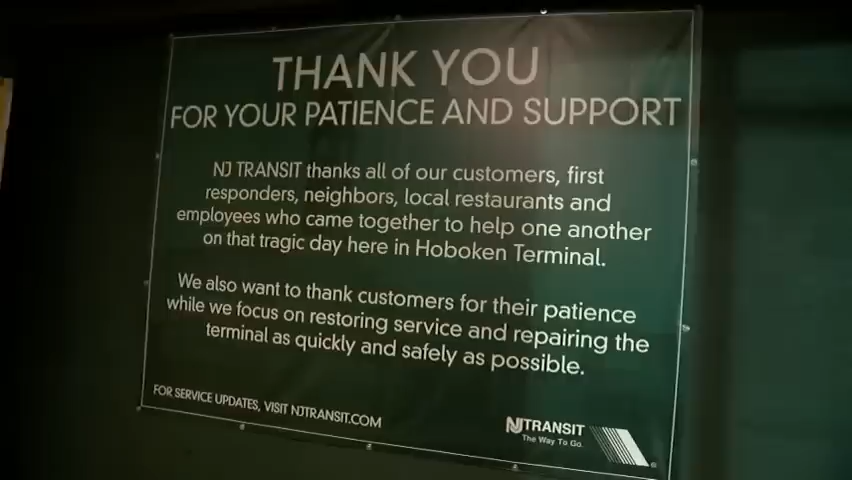 THANK YOU
FOR YOUR PATIENCE AND SUPPORT
NJ TRANSIT thanks all of our customers, first
responders, neighbors, local restaurants and
employees who came together to help one another
on that tragic day here in Hoboken Terminal.
We also want to thank customers for their patience
while we focus on restoring service and repairing the
terminal as quickly and safely as possible.
FOR SERVICE UPDATES, VISIT NJTRANSIT.COM
NJ TRANSIT
The Way To Go.